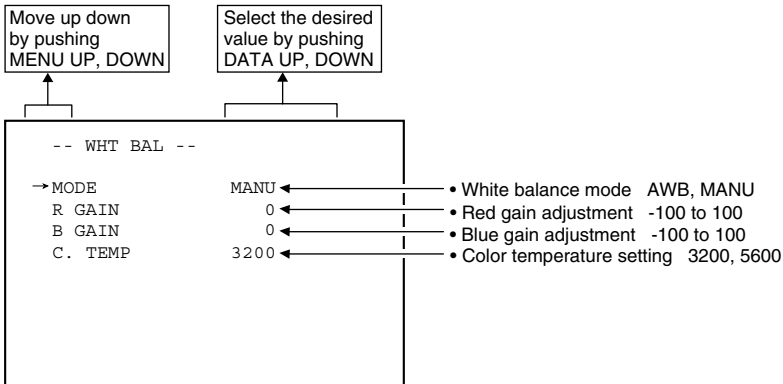 Move up down
by pushing
MENU UP, DOWN
Select the desired
value by pushing
DATA UP, DOWN
-- WHT BAL --
→MODE MANU • White balance mode AWB, MANU
R GAIN 0 • Red gain adjustment -100 to 100
B GAIN 0 • Blue gain adjustment -100 to 100
C. TEMP 3200 • Color temperature setting 3200, 5600